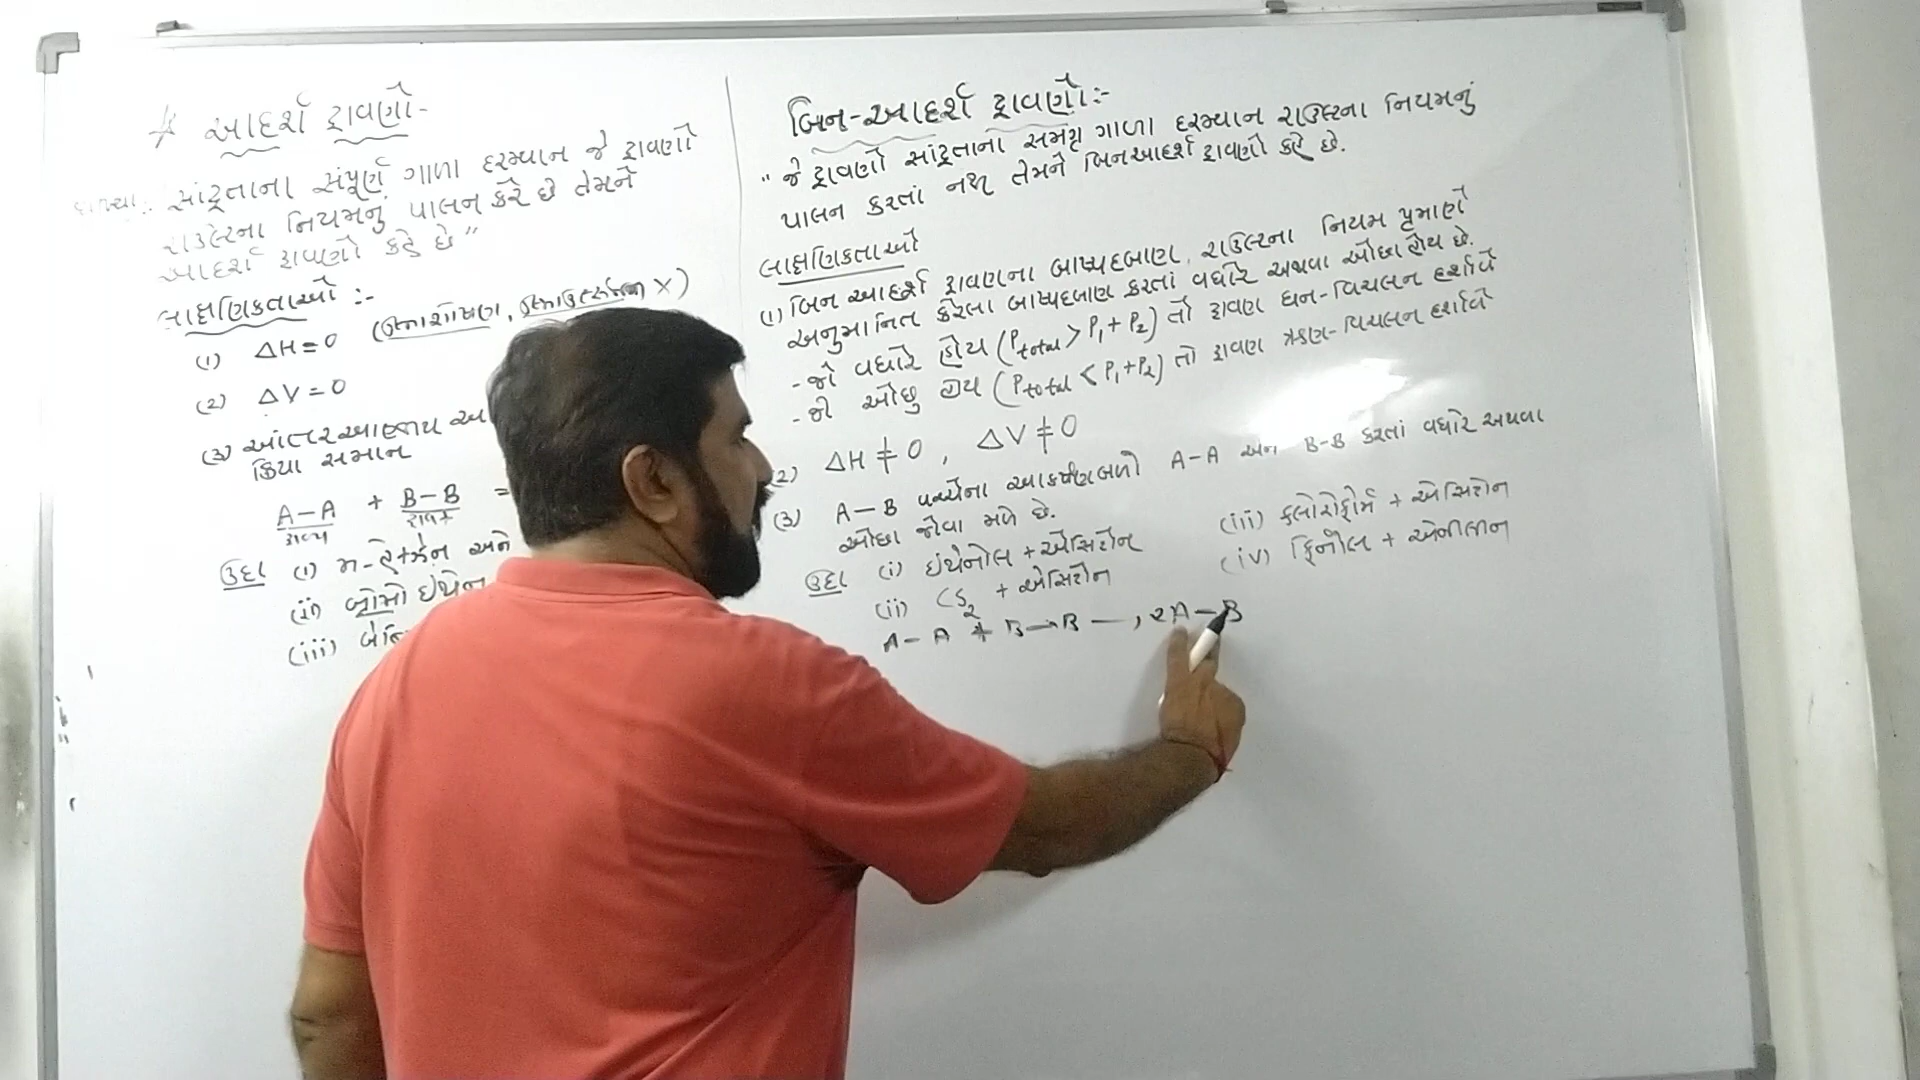 * આદર્શ દ્રાવણો -
સાંદ્રતાના સંપૂર્ણ ગાળા દરમ્યાન જે દ્રાવણો
રાઉલ્ટના નિયમનું પાલન કરે છે તેમને
આદર્શ દ્રાવણો કહે છે"
લાક્ષણિકતાઓ :-
(1) ΔH = 0 (ઉષ્માશોષણ, X)
(2) ΔV = 0
(3) આંતરઆણ્વીય આ
ક્રિયા સમાન
A-A + B-B =
દ્રાવ્ય દ્રાવક
ઉદા (i) n-હેક્ઝેન અને
(ii) બ્રોમો ઇથેન
(iii) બેન્
બિન-આદર્શ દ્રાવણો:-
" જે દ્રાવણો સાંદ્રતાના સમગ્ર ગાળા દરમ્યાન રાઉલ્ટના નિયમનું
પાલન કરતાં નથી તેમને બિનઆદર્શ દ્રાવણો કહે છે.
લાક્ષણિકતાઓ
(1) બિન આદર્શ દ્રાવણના બાષ્પદબાણ, રાઉલ્ટના નિયમ પ્રમાણે
અનુમાનિત કરેલા બાષ્પદબાણ કરતાં વધારે અથવા ઓછા હોય છે.
- જો વધારે હોય (Ptotal > P1 + P2) તો દ્રાવણ ધન-વિચલન દર્શાવે
- જો ઓછુ હોય (Ptotal < P1 + P2) તો દ્રાવણ ઋણ-વિચલન દર્શાવે
(2) ΔH ≠ 0 , ΔV ≠ 0
(3) A-B વચ્ચેના આકર્ષણબળો A-A અને B-B કરતાં વધારે અથવા
ઓછા જોવા મળે છે.
ઉદા (i) ઇથેનોલ + એસિટોન (iii) ક્લોરોફોર્મ + એસિટોન
(ii) CS2 + એસિટોન (iv) ફિનોલ + એનીલીન
A-A + B-B → 2A-B